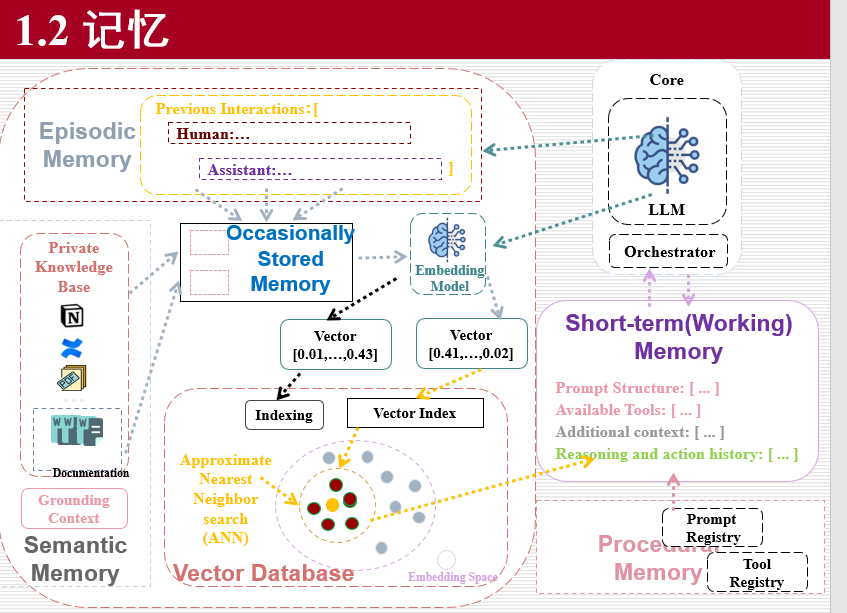 1.2 记忆
Core
LLM
Orchestrator
Episodic
Memory
Previous Interactions:[
Human:...
Assistant:...
]
Private
Knowledge
Base
N
PDF
Documentation
Grounding
Context
Semantic
Memory
Occasionally
Stored
Memory
Embedding
Model
Vector
[0.01,...,0.43]
Vector
[0.41,...,0.02]
Indexing
Vector Index
Approximate
Nearest
Neighbor
search
(ANN)
Vector Database
Embedding Space
Short-term(Working)
Memory
Prompt Structure: [ ... ]
Available Tools: [ ... ]
Additional context: [ ... ]
Reasoning and action history: [ ... ]
Procedural
Memory
Prompt
Registry
Tool
Registry